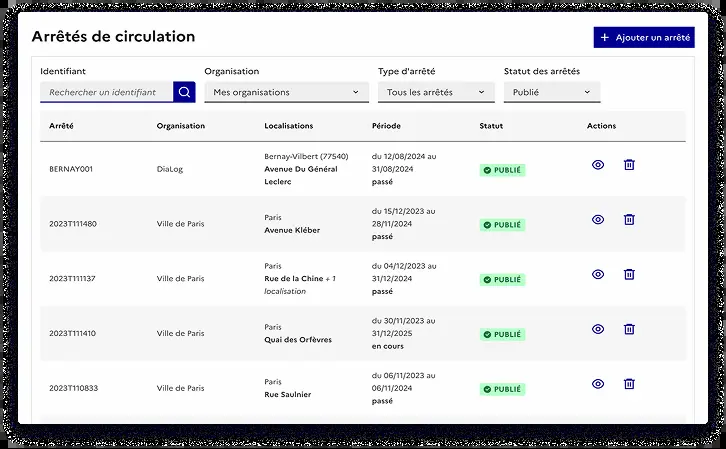 Arrêtés de circulation
+ Ajouter un arrêté
Identifiant Organisation Type d'arrêté Statut des arrêtés
Rechercher un identifiant Mes organisations Tous les arrêtés Publié
Arrêté Organisation Localisations Période Statut Actions
Bernay-Vilbert (77540) du 12/08/2024 au
BERNAY001 DiaLog Avenue Du Général 31/08/2024 PUBLIÉ
Leclerc passé
Paris du 15/12/2023 au
2023T111480 Ville de Paris Avenue Kléber 28/11/2024 PUBLIÉ
passé
Paris du 04/12/2023 au
2023T111137 Ville de Paris Rue de la Chine + 1 31/12/2024 PUBLIÉ
localisation passé
Paris du 30/11/2023 au
2023T111410 Ville de Paris Quai des Orfèvres 31/12/2025 PUBLIÉ
en cours
Paris du 06/11/2023 au
2023T110833 Ville de Paris Rue Saulnier 06/11/2024 PUBLIÉ
passé